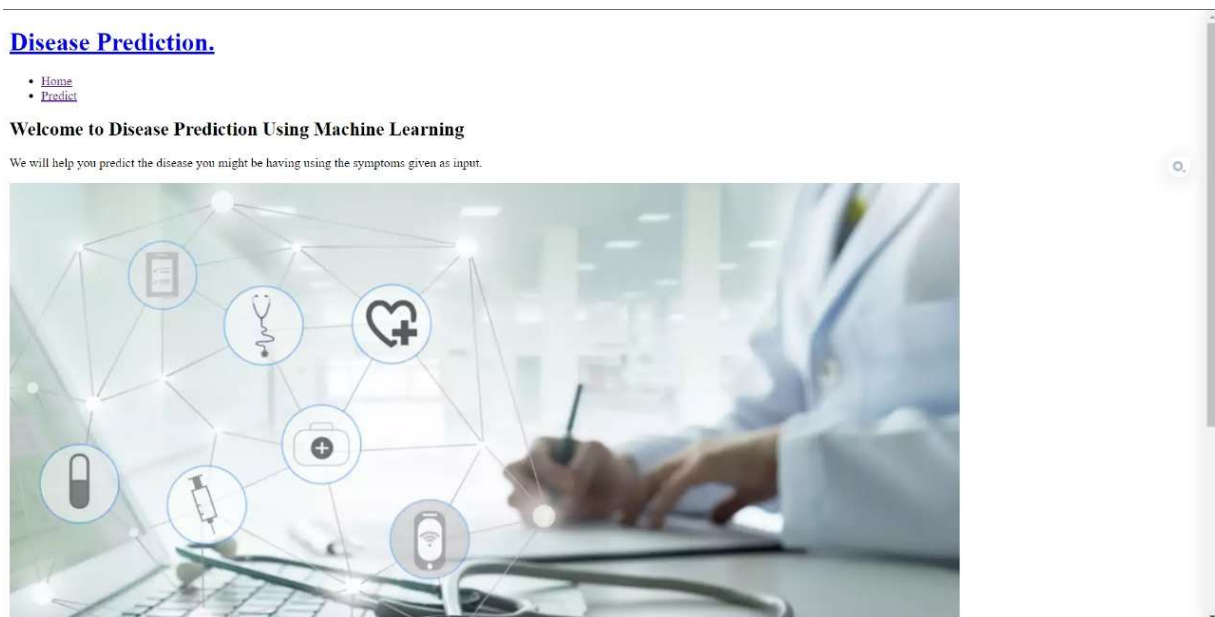 Disease Prediction.
Home
Predict
Welcome to Disease Prediction Using Machine Learning
We will help you predict the disease you might be having using the symptoms given as input.